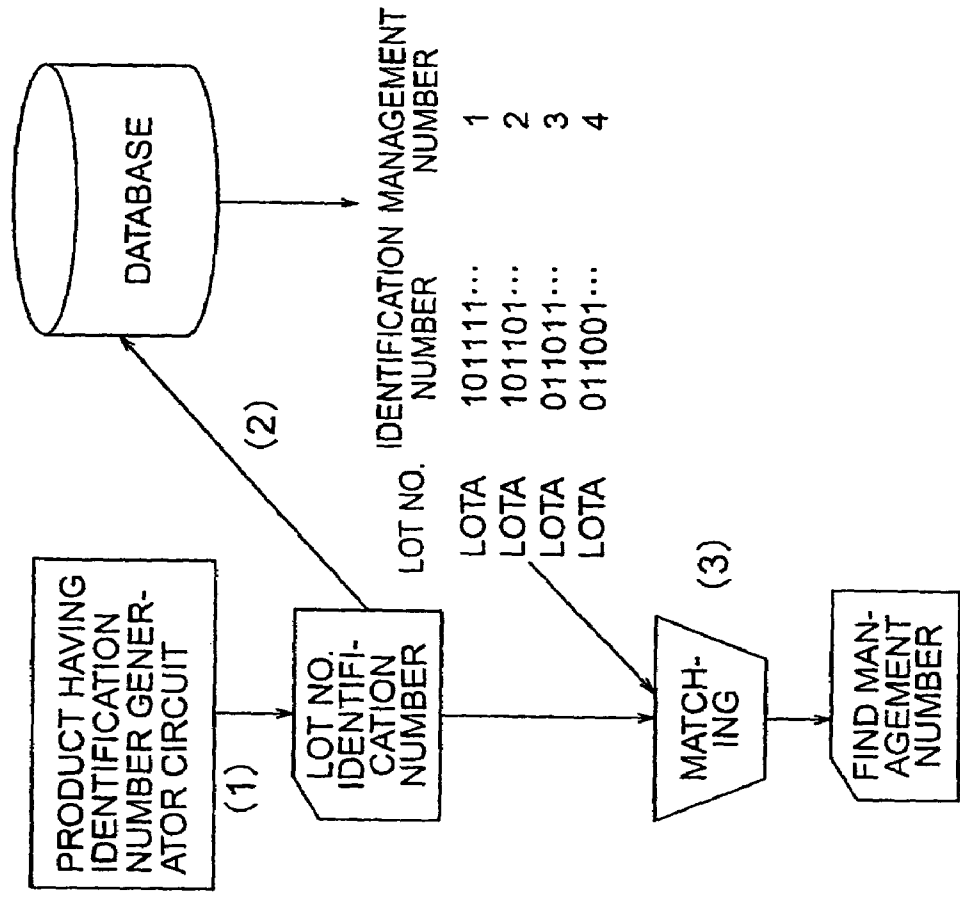 PRODUCT HAVING
IDENTIFICATION
NUMBER GENER-
ATOR CIRCUIT
(1)
LOT NO.
IDENTIFI-
CATION
NUMBER
(2)
DATABASE
LOT NO. IDENTIFICATION MANAGEMENT
NUMBER NUMBER
LOTA 101111... 1
LOTA 101101... 2
LOTA 011011... 3
LOTA 011001... 4
(3)
MATCH-
ING
FIND MAN-
AGEMENT
NUMBER